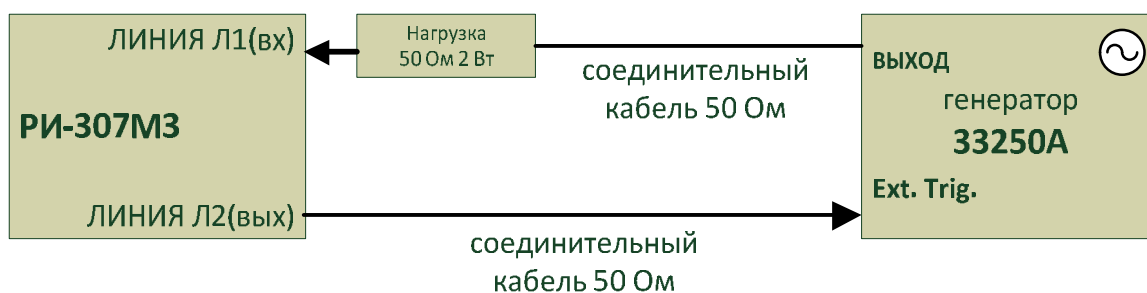 ЛИНИЯ Л1(вх)
РИ-307М3
ЛИНИЯ Л2(вых)
Нагрузка
50 Ом 2 Вт
соединительный
кабель 50 Ом
ВЫХОД
генератор
33250А
Ext. Trig.
соединительный
кабель 50 Ом